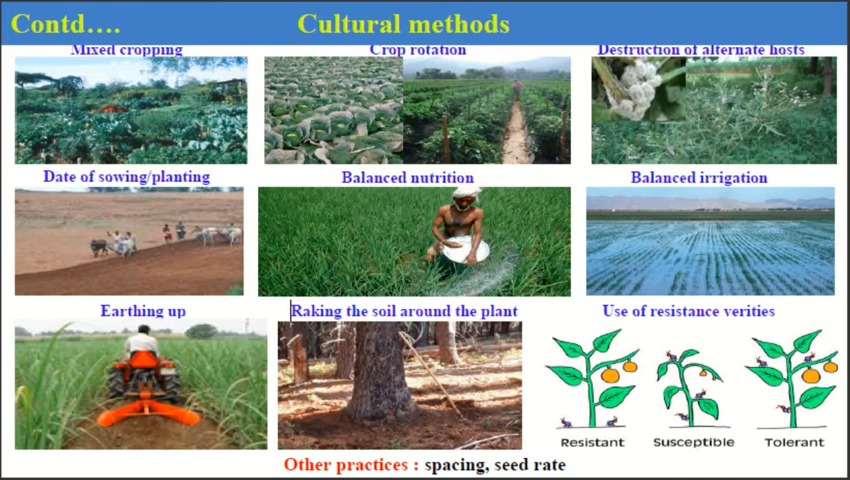 Contd…. Cultural methods
Mixed cropping Crop rotation Destruction of alternate hosts
Date of sowing/planting Balanced nutrition Balanced irrigation
Earthing up Raking the soil around the plant Use of resistance verities
Resistant Susceptible Tolerant
Other practices : spacing, seed rate